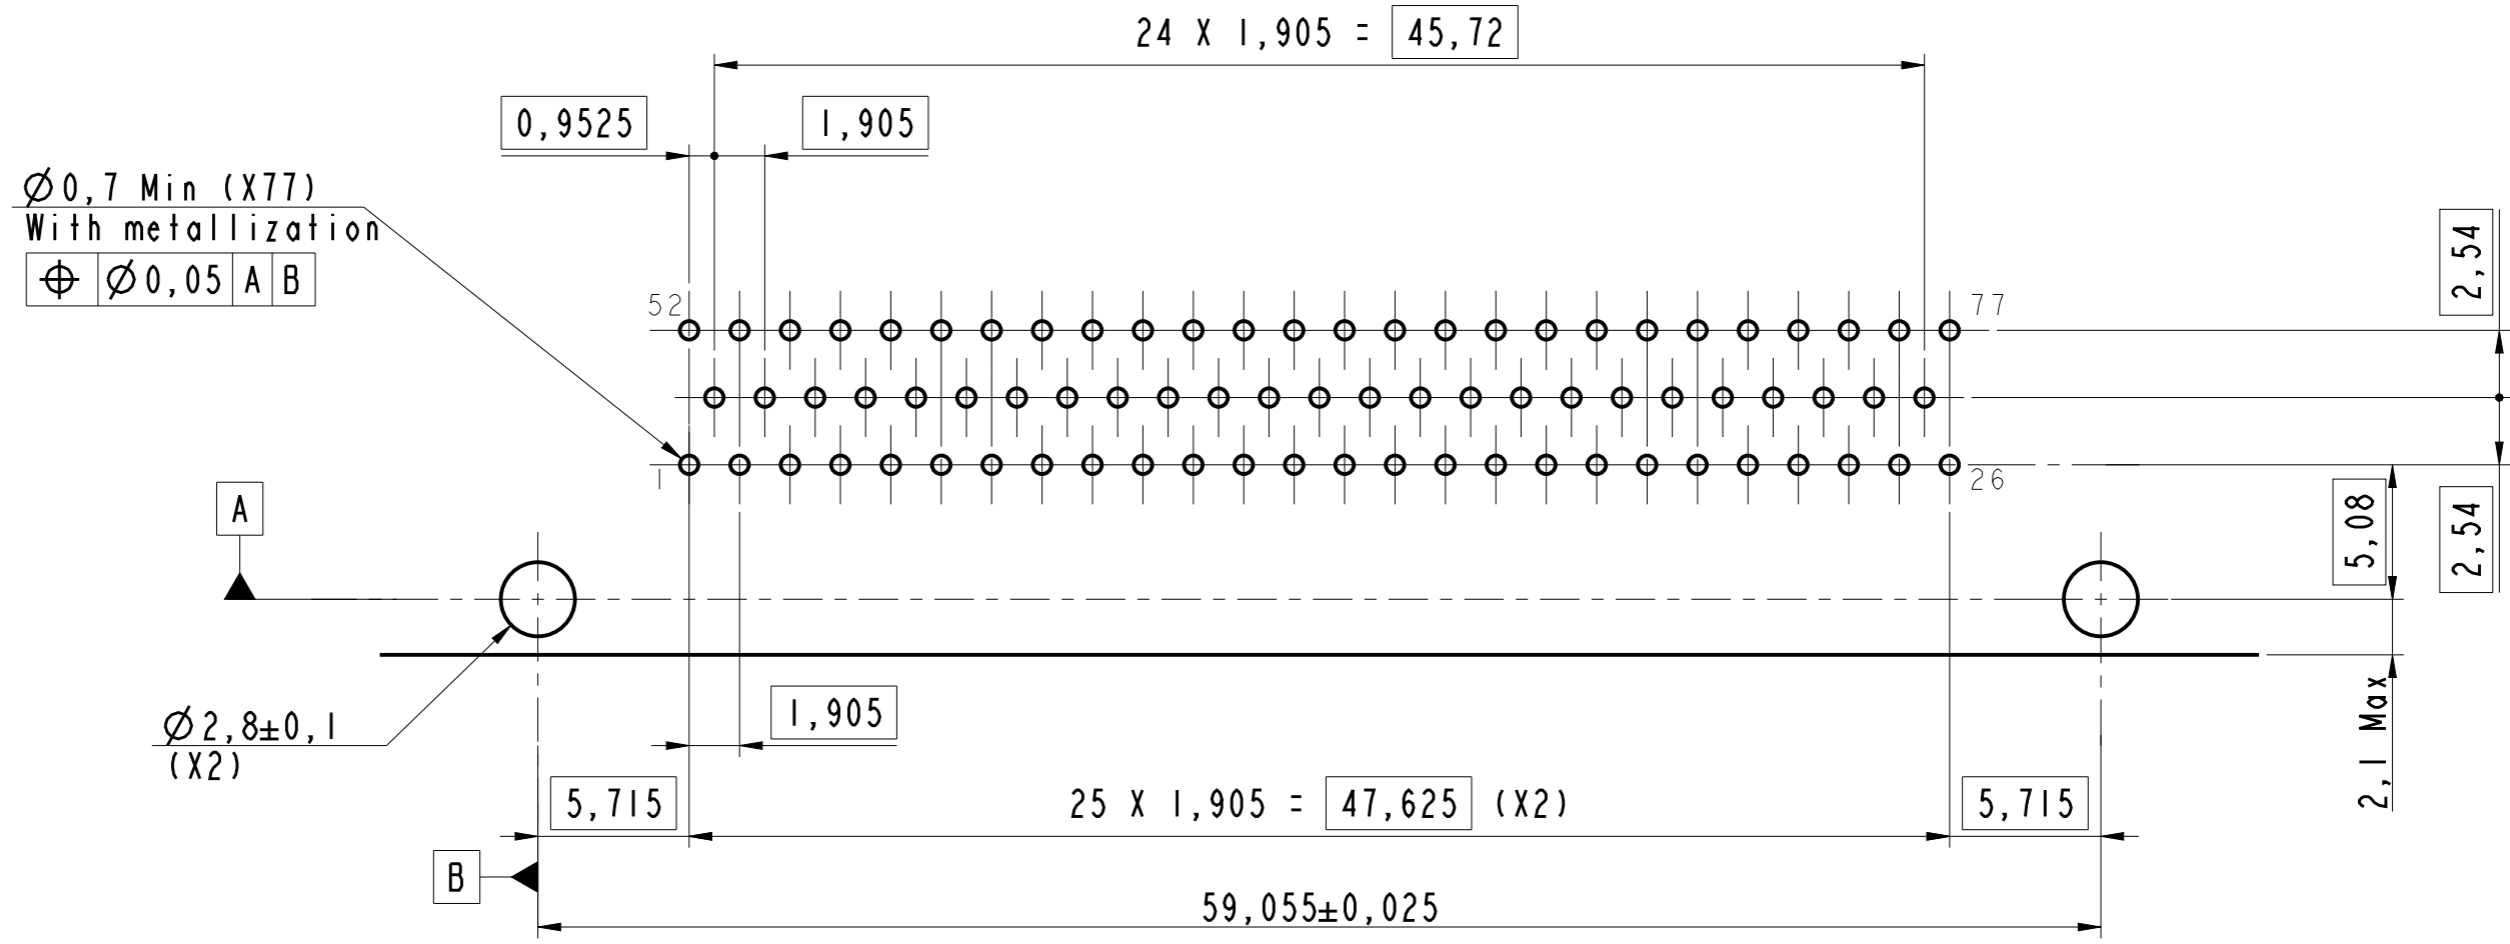 24 X 1,905 = 45,72
0,9525
1,905
Ø0,7 Min (X77)
With metallization
⌖ Ø0,05 A B
2,54
52
77
1
26
A
5,08
2,54
Ø2,8±0,1
(X2)
1,905
2,1 Max
5,715
25 X 1,905 = 47,625 (X2)
5,715
B
59,055±0,025